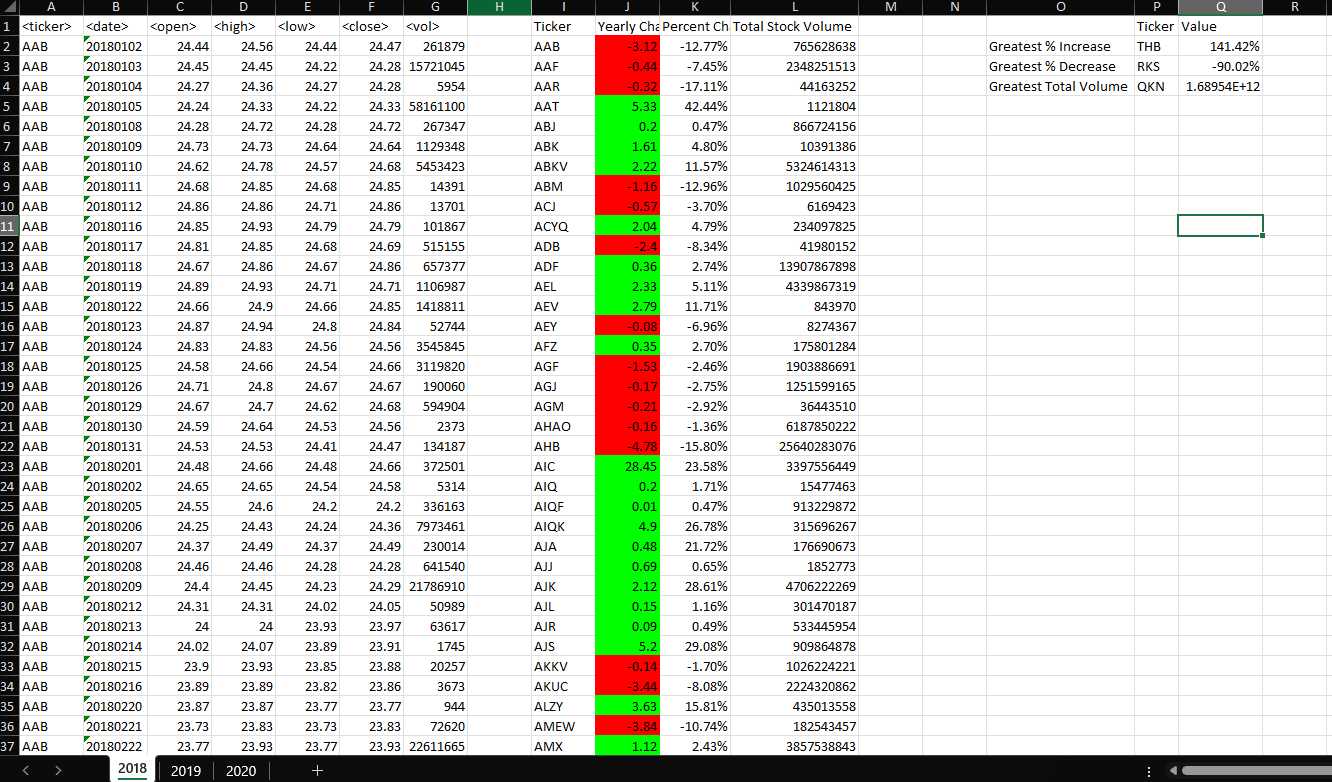 A B C D E F G H I J K L M N O P Q R
1 <ticker> <date> <open> <high> <low> <close> <vol> Ticker Yearly Cha Percent Ch Total Stock Volume Ticker Value
2 AAB 20180102 24.44 24.56 24.44 24.47 261879 AAB -3.12 -12.77% 765628638 Greatest % Increase THB 141.42%
3 AAB 20180103 24.45 24.45 24.22 24.28 15721045 AAF -0.44 -7.45% 2348251513 Greatest % Decrease RKS -90.02%
4 AAB 20180104 24.27 24.36 24.27 24.28 5954 AAR -0.32 -17.11% 44163252 Greatest Total Volume QKN 1.68954E+12
5 AAB 20180105 24.24 24.33 24.22 24.33 58161100 AAT 5.33 42.44% 1121804
6 AAB 20180108 24.28 24.72 24.28 24.72 267347 ABJ 0.2 0.47% 866724156
7 AAB 20180109 24.73 24.73 24.64 24.64 1129348 ABK 1.61 4.80% 10391386
8 AAB 20180110 24.62 24.78 24.57 24.68 5453423 ABKV 2.22 11.57% 5324614313
9 AAB 20180111 24.68 24.85 24.68 24.85 14391 ABM -1.16 -12.96% 1029560425
10 AAB 20180112 24.86 24.86 24.71 24.86 13701 ACJ -0.57 -3.70% 6169423
11 AAB 20180116 24.85 24.93 24.79 24.79 101867 ACYQ 2.04 4.79% 234097825
12 AAB 20180117 24.81 24.85 24.68 24.69 515155 ADB -2.4 -8.34% 41980152
13 AAB 20180118 24.67 24.86 24.67 24.86 657377 ADF 0.36 2.74% 13907867898
14 AAB 20180119 24.89 24.93 24.71 24.71 1106987 AEL 2.33 5.11% 4339867319
15 AAB 20180122 24.66 24.9 24.66 24.85 1418811 AEV 2.79 11.71% 843970
16 AAB 20180123 24.87 24.94 24.8 24.84 52744 AEY -0.08 -6.96% 8274367
17 AAB 20180124 24.83 24.83 24.56 24.56 3545845 AFZ 0.35 2.70% 175801284
18 AAB 20180125 24.58 24.66 24.54 24.66 3119820 AGF -1.53 -2.46% 1903886691
19 AAB 20180126 24.71 24.8 24.67 24.67 190060 AGJ -0.17 -2.75% 1251599165
20 AAB 20180129 24.67 24.7 24.62 24.68 594904 AGM -0.21 -2.92% 36443510
21 AAB 20180130 24.59 24.64 24.53 24.56 2373 AHAO -0.16 -1.36% 6187850222
22 AAB 20180131 24.53 24.53 24.41 24.47 134187 AHB -4.78 -15.80% 25640283076
23 AAB 20180201 24.48 24.66 24.48 24.66 372501 AIC 28.45 23.58% 3397556449
24 AAB 20180202 24.65 24.65 24.54 24.58 5314 AIQ 0.2 1.71% 15477463
25 AAB 20180205 24.55 24.6 24.2 24.2 336163 AIQF 0.01 0.47% 913229872
26 AAB 20180206 24.25 24.43 24.24 24.36 7973461 AIQK 4.9 26.78% 315696267
27 AAB 20180207 24.37 24.49 24.37 24.49 230014 AJA 0.48 21.72% 176690673
28 AAB 20180208 24.46 24.46 24.28 24.28 641540 AJJ 0.69 0.65% 1852773
29 AAB 20180209 24.4 24.45 24.23 24.29 21786910 AJK 2.12 28.61% 4706222269
30 AAB 20180212 24.31 24.31 24.02 24.05 50989 AJL 0.15 1.16% 301470187
31 AAB 20180213 24 24 23.93 23.97 63617 AJR 0.09 0.49% 533445954
32 AAB 20180214 24.02 24.07 23.89 23.91 1745 AJS 5.2 29.08% 909864878
33 AAB 20180215 23.9 23.93 23.85 23.88 20257 AKKV -0.14 -1.70% 1026224221
34 AAB 20180216 23.89 23.89 23.82 23.86 3673 AKUC -3.44 -8.08% 2224320862
35 AAB 20180220 23.87 23.87 23.77 23.77 944 ALZY 3.63 15.81% 435013558
36 AAB 20180221 23.73 23.83 23.73 23.83 72620 AMEW -3.84 -10.74% 182543457
37 AAB 20180222 23.77 23.93 23.77 23.93 22611665 AMX 1.12 2.43% 3857538843
2018 2019 2020